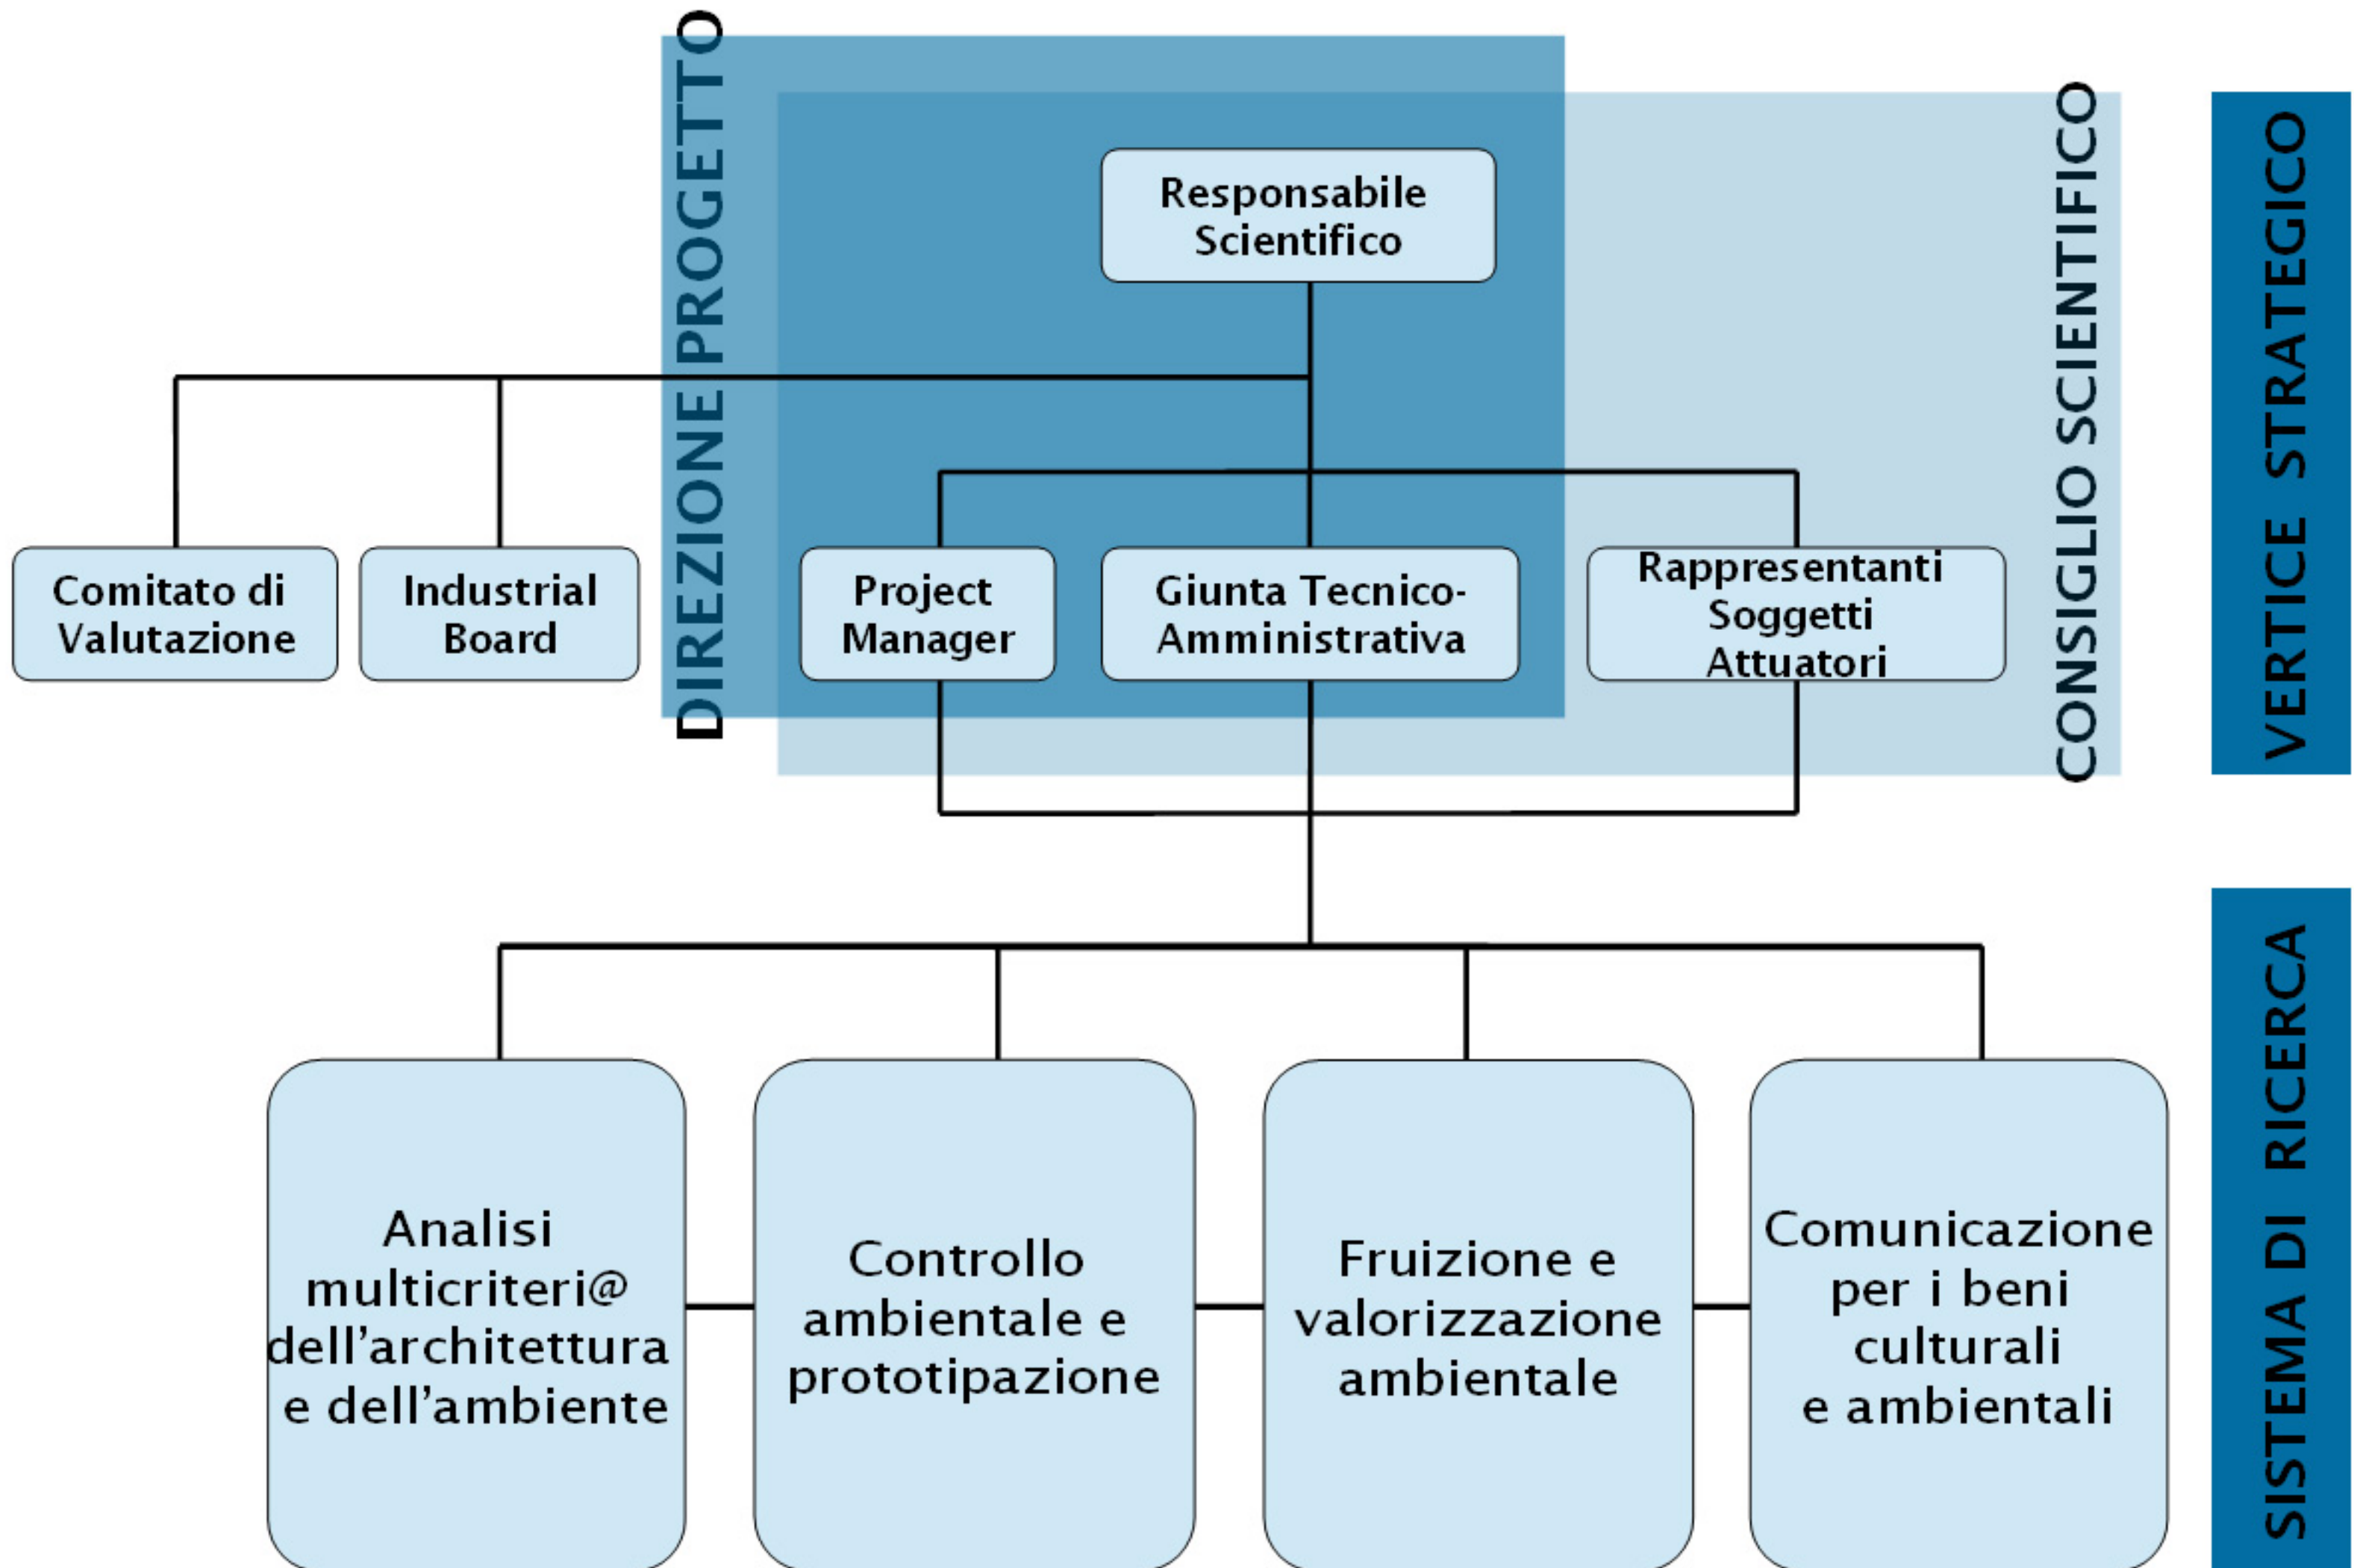 DIREZIONE PROGETTO
CONSIGLIO SCIENTIFICO
VERTICE STRATEGICO
Responsabile
Scientifico
Comitato di
Valutazione
Industrial
Board
Project
Manager
Giunta Tecnico-
Amministrativa
Rappresentanti
Soggetti
Attuatori
SISTEMA DI RICERCA
Analisi
multicriteri@
dell’architettura
e dell’ambiente
Controllo
ambientale e
prototipazione
Fruizione e
valorizzazione
ambientale
Comunicazione
per i beni
culturali
e ambientali